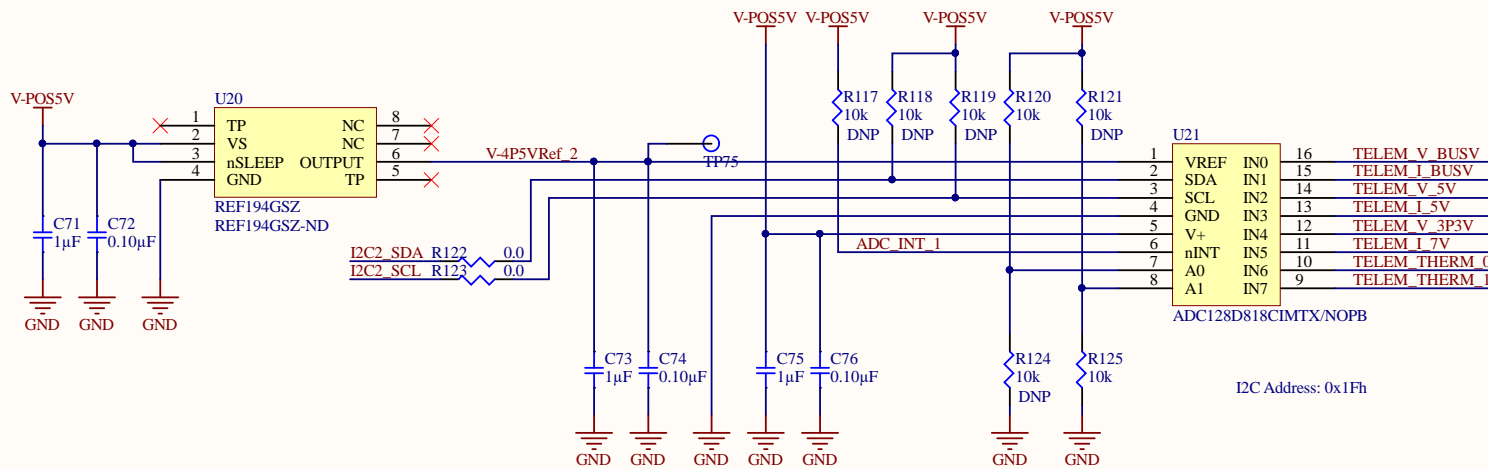 V-POS5V V-POS5V V-POS5V V-POS5V
V-POS5V
U20
1 TP NC 8
2 VS NC 7
3 nSLEEP OUTPUT 6
4 GND TP 5
REF194GSZ
REF194GSZ-ND
C71
1µF
C72
0.10µF
GND GND GND
V-4P5VRef_2
TP75
I2C2_SDA R122 0.0
I2C2_SCL R123 0.0
R117
10k
DNP
R118
10k
R119
10k
DNP
R120
10k
R121
10k
DNP
ADC_INT_1
U21
1 VREF IN0 16 TELEM_V_BUSV
2 SDA IN1 15 TELEM_I_BUSV
3 SCL IN2 14 TELEM_V_5V
4 GND IN3 13 TELEM_I_5V
5 V+ IN4 12 TELEM_V_3P3V
6 nINT IN5 11 TELEM_I_7V
7 A0 IN6 10 TELEM_THERM_0
8 A1 IN7 9 TELEM_THERM_1
ADC128D818CIMTX/NOPB
C73
1µF
C74
0.10µF
C75
1µF
C76
0.10µF
R124
10k
DNP
R125
10k
I2C Address: 0x1Fh
GND GND GND GND GND GND GND